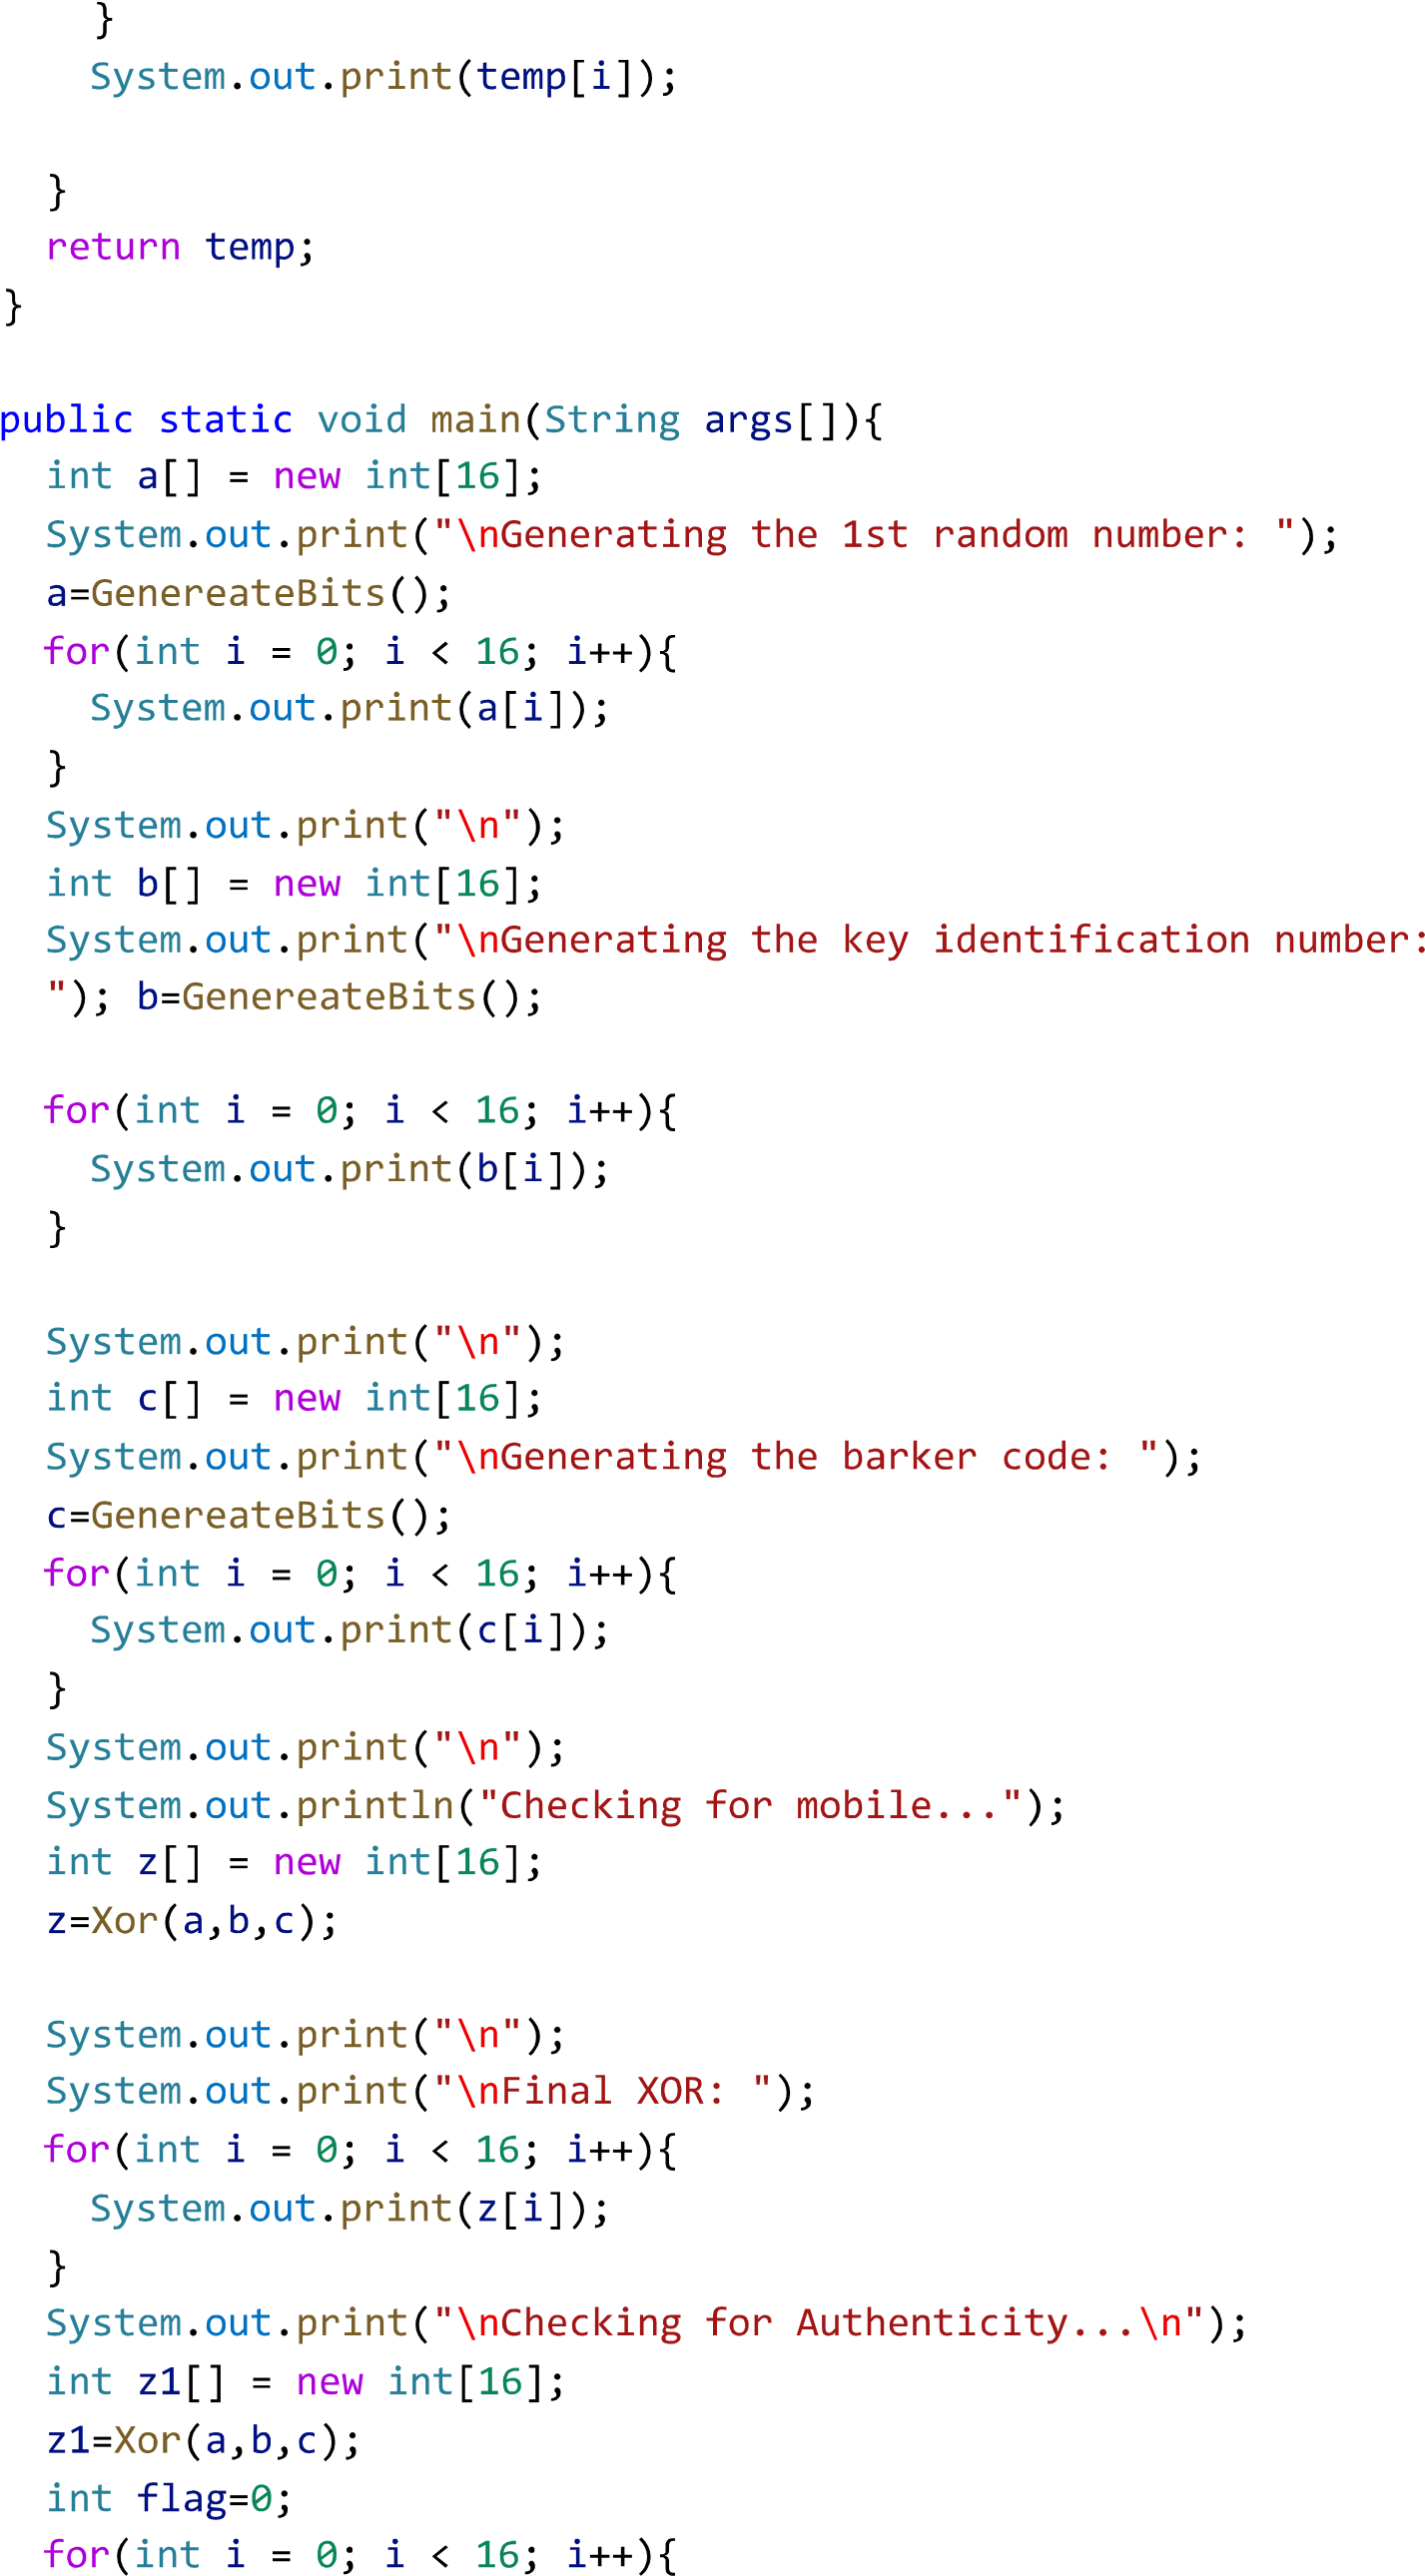 }
System.out.print(temp[i]);
}
return temp;
}
public static void main(String args[]){
int a[] = new int[16];
System.out.print("\nGenerating the 1st random number: ");
a=GenereateBits();
for(int i = 0; i < 16; i++){
System.out.print(a[i]);
}
System.out.print("\n");
int b[] = new int[16];
System.out.print("\nGenerating the key identification number:
"); b=GenereateBits();
for(int i = 0; i < 16; i++){
System.out.print(b[i]);
}
System.out.print("\n");
int c[] = new int[16];
System.out.print("\nGenerating the barker code: ");
c=GenereateBits();
for(int i = 0; i < 16; i++){
System.out.print(c[i]);
}
System.out.print("\n");
System.out.println("Checking for mobile...");
int z[] = new int[16];
z=Xor(a,b,c);
System.out.print("\n");
System.out.print("\nFinal XOR: ");
for(int i = 0; i < 16; i++){
System.out.print(z[i]);
}
System.out.print("\nChecking for Authenticity...\n");
int z1[] = new int[16];
z1=Xor(a,b,c);
int flag=0;
for(int i = 0; i < 16; i++){